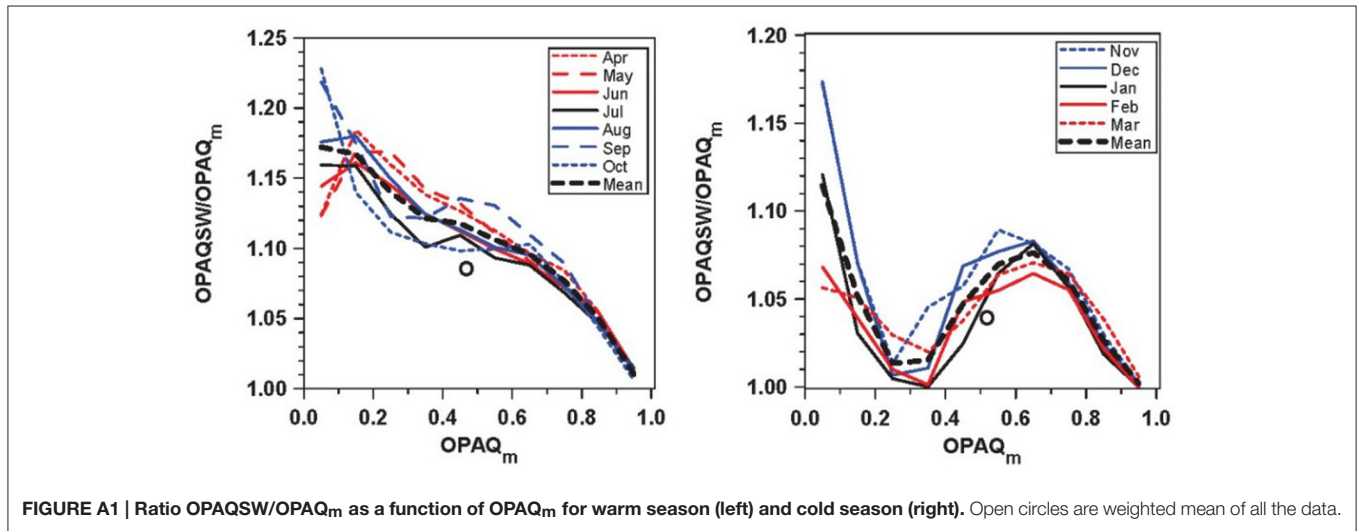 1.25
1.20
1.15
1.10
1.05
1.00
0.0 0.2 0.4 0.6 0.8 1.0
OPAQSW/OPAQm
OPAQm
Apr
May
Jun
Jul
Aug
Sep
Oct
Mean
O
1.20
1.15
1.10
1.05
1.00
0.0 0.2 0.4 0.6 0.8 1.0
OPAQSW/OPAQm
OPAQm
Nov
Dec
Jan
Feb
Mar
Mean
O
FIGURE A1 | Ratio OPAQSW/OPAQm as a function of OPAQm for warm season (left) and cold season (right). Open circles are weighted mean of all the data.